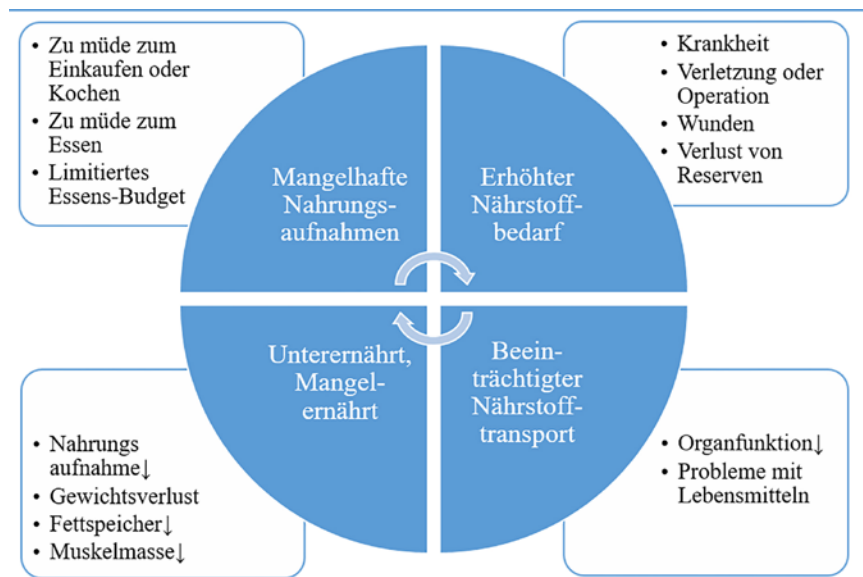 • Zu müde zum
Einkaufen oder
Kochen
• Zu müde zum
Essen
• Limitiertes
Essens-Budget
Mangelhafte
Nahrungs-
aufnahmen
Erhöhter
Nährstoff-
bedarf
• Krankheit
• Verletzung oder
Operation
• Wunden
• Verlust von
Reserven
• Nahrungs
aufnahme↓
• Gewichtsverlust
• Fettspeicher↓
• Muskelmasse↓
Unterernährt,
Mangel-
ernährt
Beein-
trächtigter
Nährstoff-
transport
• Organfunktion↓
• Probleme mit
Lebensmitteln